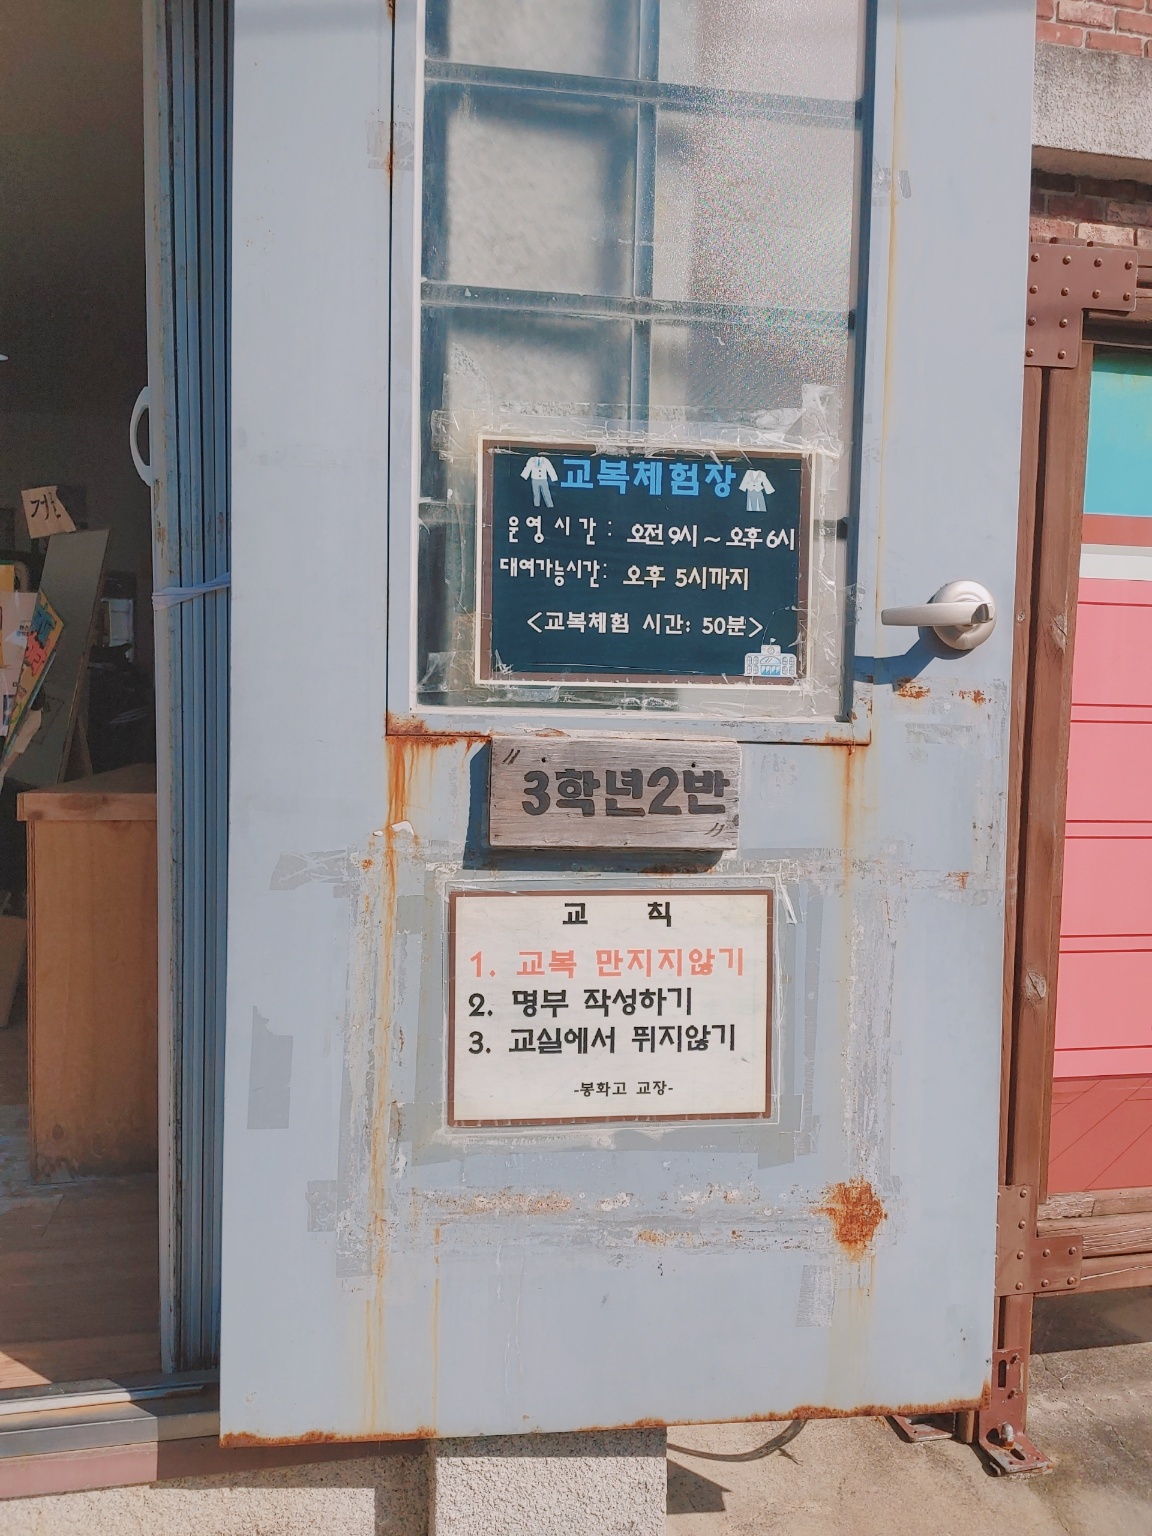 교복체험장
운영시간: 오전 9시 ~ 오후 6시
대여가능시간: 오후 5시까지
<교복체험 시간: 50분>
"3학년2반"
교 칙
1. 교복 만지지않기
2. 명부 작성하기
3. 교실에서 뛰지않기
-봉화고 교장-